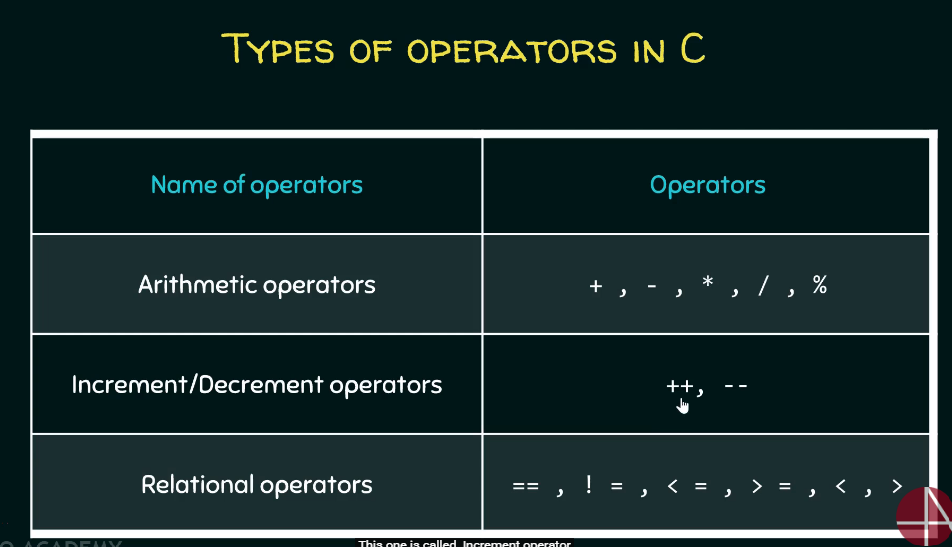 Types of operators in C
Name of operators
Operators
Arithmetic operators
+ , - , * , / , %
Increment/Decrement operators
++, --
Relational operators
== , ! = , < = , > = , < , >
ACADEMY
This one is called Increment operator